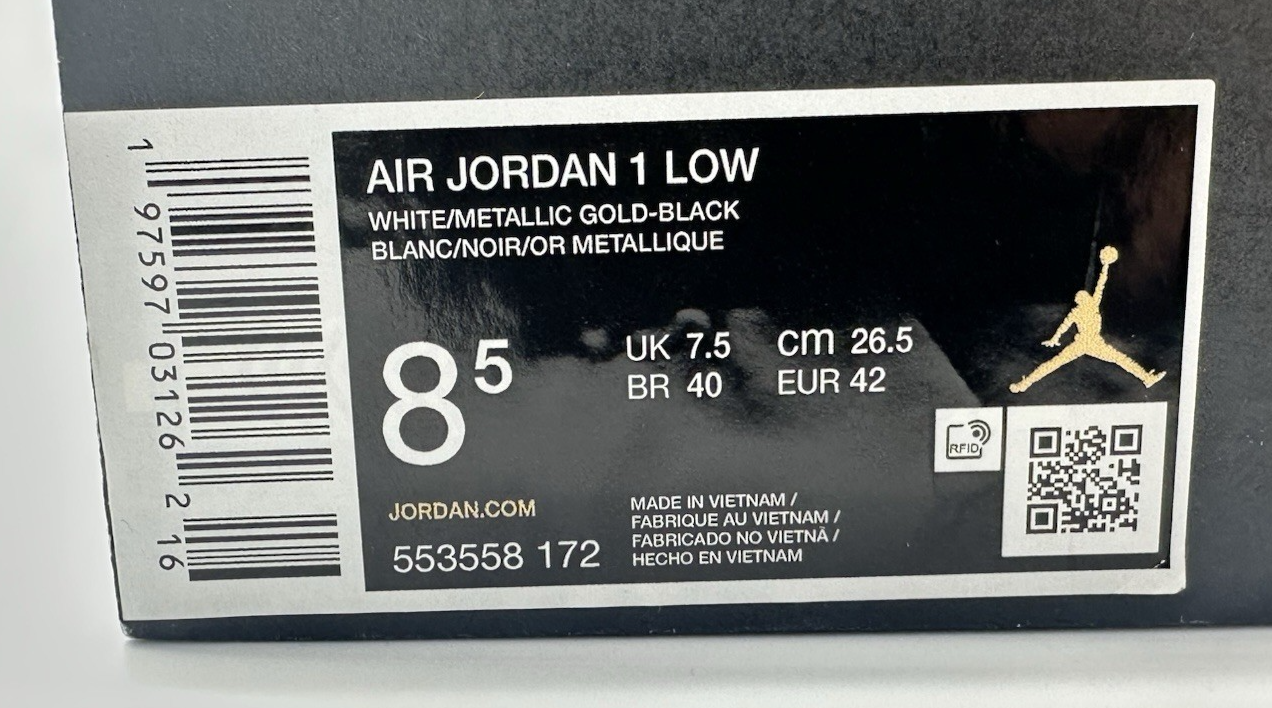 AIR JORDAN 1 LOW
WHITE/METALLIC GOLD-BLACK
BLANC/NOIR/OR METALLIQUE
8 5
UK 7.5 cm 26.5
BR 40 EUR 42
RFID
JORDAN.COM
553558 172
MADE IN VIETNAM /
FABRIQUE AU VIETNAM /
FABRICADO NO VIETNÃ /
HECHO EN VIETNAM
1 97597 03126 2 16